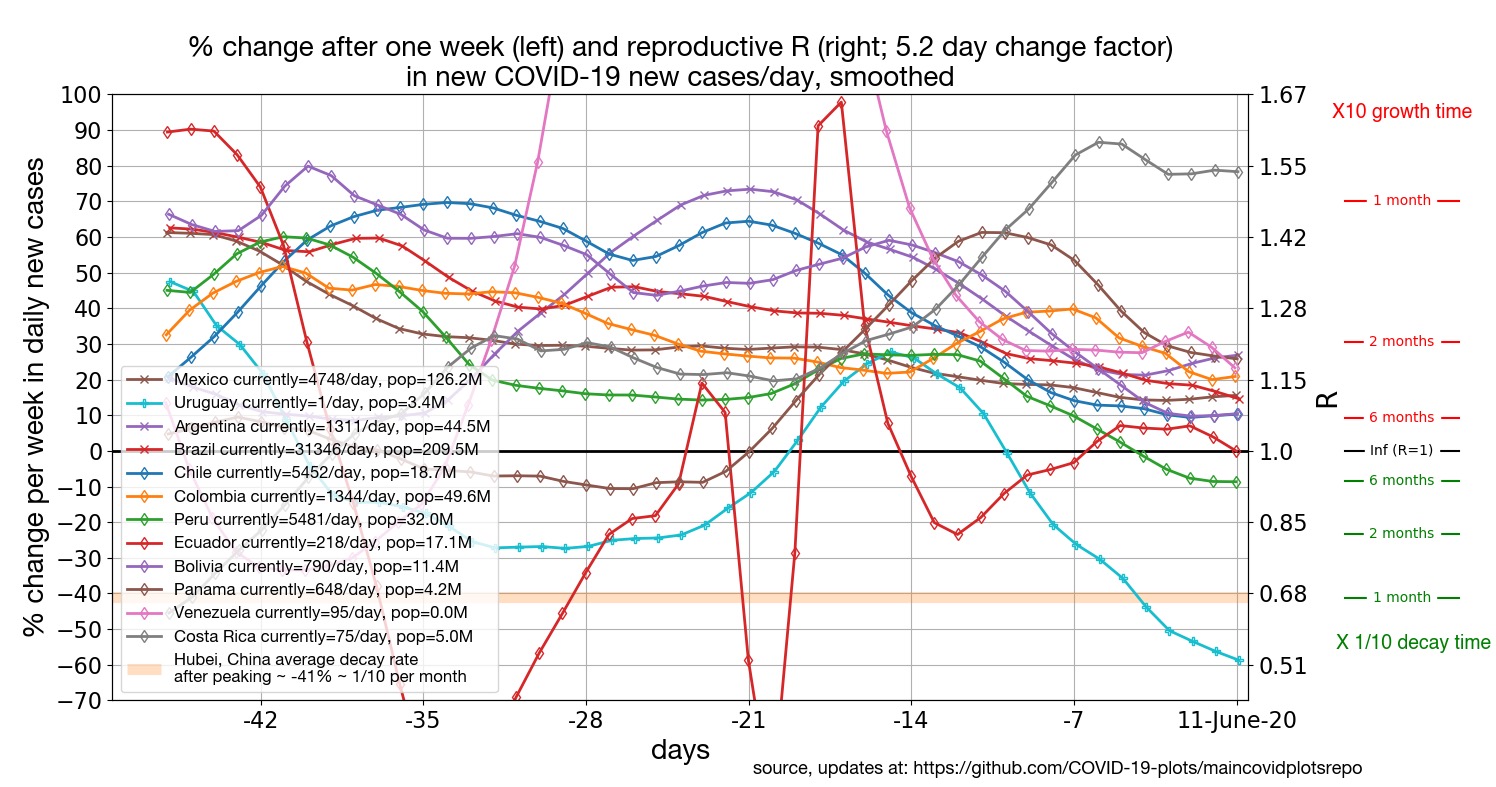 % change after one week (left) and reproductive R (right; 5.2 day change factor)
in new COVID-19 new cases/day, smoothed
100
90
80
70
60
50
40
30
20
10
0
−10
−20
−30
−40
−50
−60
−70
% change per week in daily new cases
Mexico currently=4748/day, pop=126.2M
Uruguay currently=1/day, pop=3.4M
Argentina currently=1311/day, pop=44.5M
Brazil currently=31346/day, pop=209.5M
Chile currently=5452/day, pop=18.7M
Colombia currently=1344/day, pop=49.6M
Peru currently=5481/day, pop=32.0M
Ecuador currently=218/day, pop=17.1M
Bolivia currently=790/day, pop=11.4M
Panama currently=648/day, pop=4.2M
Venezuela currently=95/day, pop=0.0M
Costa Rica currently=75/day, pop=5.0M
Hubei, China average decay rate
after peaking ~ -41% ~ 1/10 per month
-42 -35 -28 -21 -14 -7 11-June-20
days
1.67
1.55
1.42
1.28
1.15
1.0
0.85
0.68
0.51
R
X10 growth time
1 month
2 months
6 months
Inf (R=1)
6 months
2 months
1 month
X 1/10 decay time
source, updates at: https://github.com/COVID-19-plots/maincovidplotsrepo